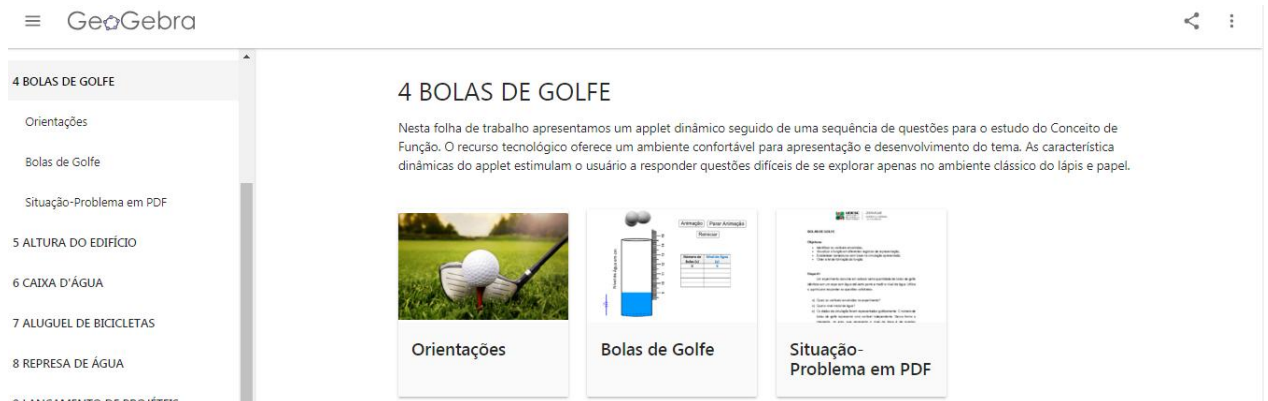 GeoGebra
4 BOLAS DE GOLFE
Orientações
Bolas de Golfe
Situação-Problema em PDF
5 ALTURA DO EDIFÍCIO
6 CAIXA D'ÁGUA
7 ALUGUEL DE BICICLETAS
8 REPRESA DE ÁGUA
4 BOLAS DE GOLFE
Nesta folha de trabalho apresentamos um applet dinâmico seguido de uma sequência de questões para o estudo do Conceito de
Função. O recurso tecnológico oferece um ambiente confortável para apresentação e desenvolvimento do tema. As característica
dinâmicas do applet estimulam o usuário a responder questões difíceis de se explorar apenas no ambiente clássico do lápis e papel.
Animação Parar Animação
Reiniciar
Orientações
Bolas de Golfe
Situação-
Problema em PDF